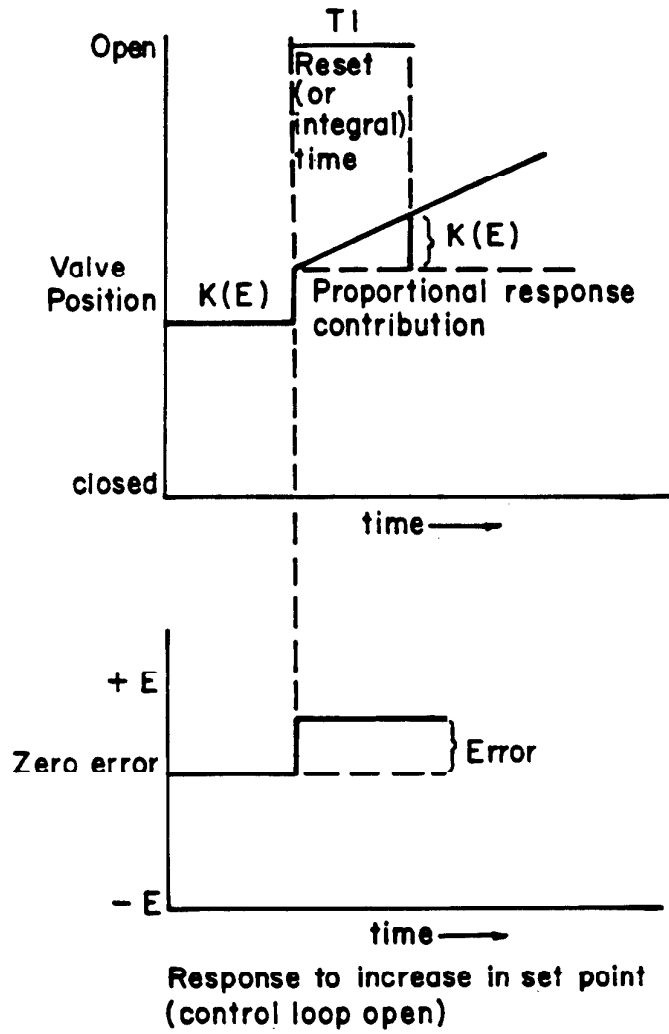 TI
Open
Reset
(or
integral)
time
K(E)
Valve
Position
K(E)
Proportional response
contribution
closed
time
+ E
Error
Zero error
- E
time
Response to increase in set point
(control loop open)